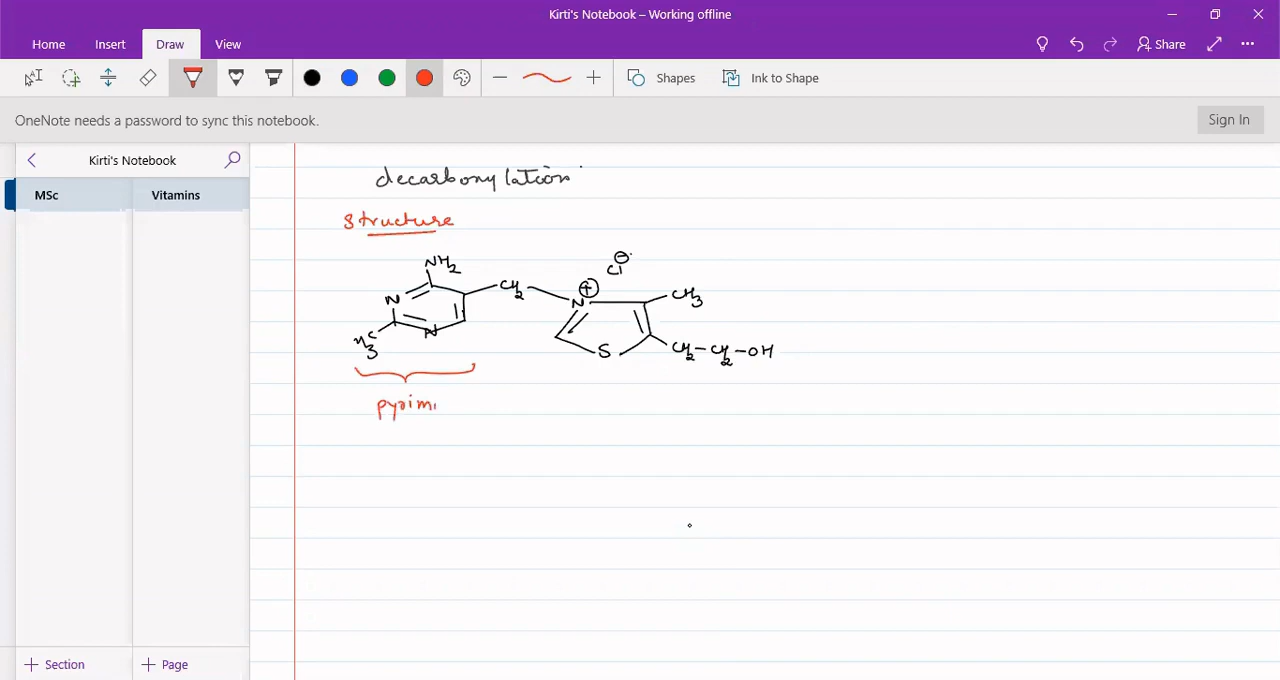 Kirti's Notebook – Working offline
Home Insert Draw View Share
Shapes Ink to Shape
OneNote needs a password to sync this notebook. Sign In
Kirti's Notebook
MSc Vitamins
decarbonylation
Structure
Cl⊖
NH2
N CH2 N⊕ CH3
N
H3C S CH2-CH2-OH
pyrim
+ Section + Page